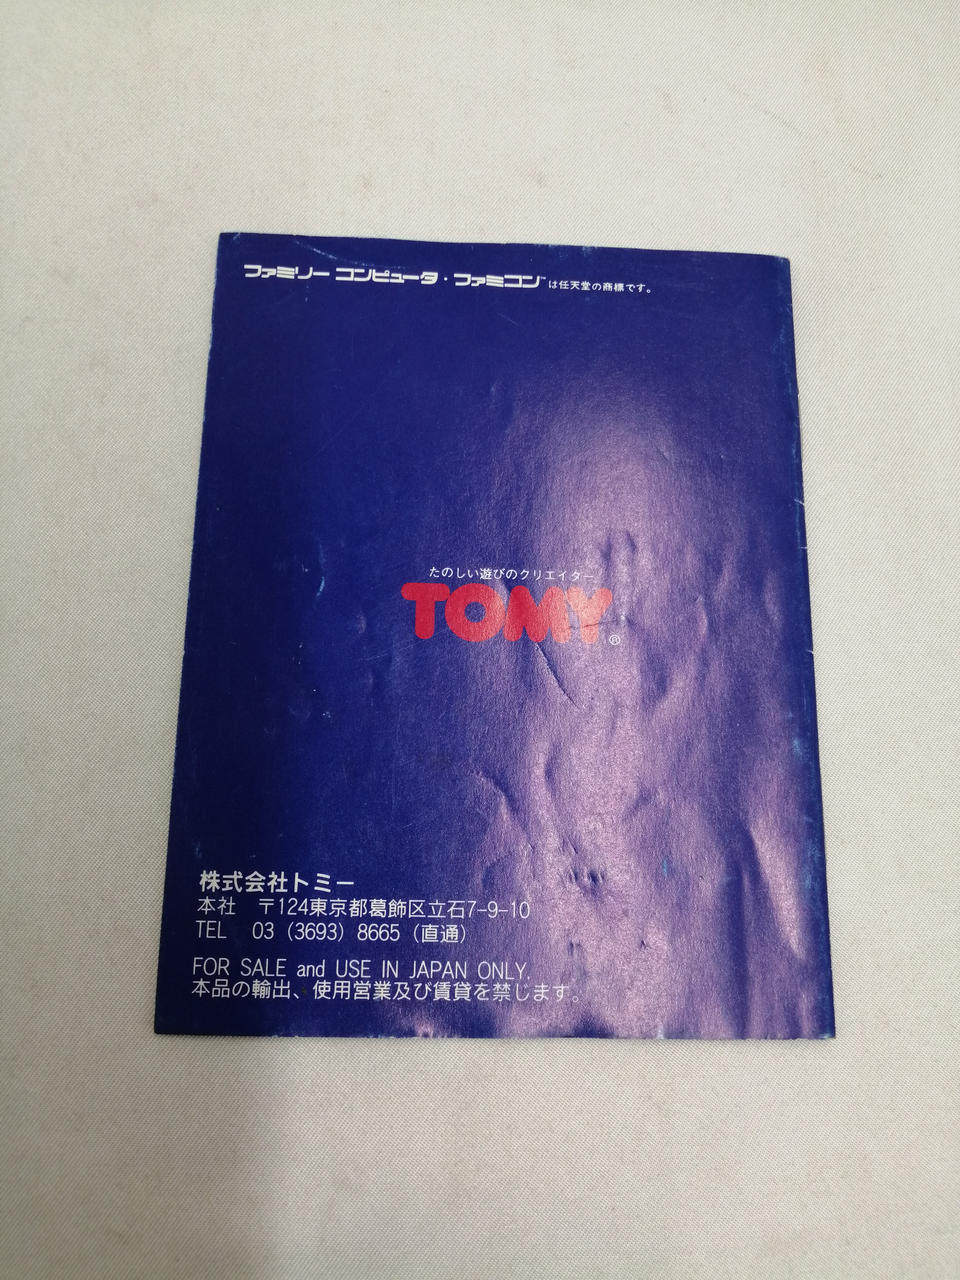 ファミリー コンピュータ・ファミコン™は任天堂の商標です。
たのしい遊びのクリエイター
TOMY®
株式会社トミー
本社 〒124東京都葛飾区立石7-9-10
TEL 03 (3693) 8665 (直通)
FOR SALE and USE IN JAPAN ONLY.
本品の輸出、使用営業及び賃貸を禁じます。